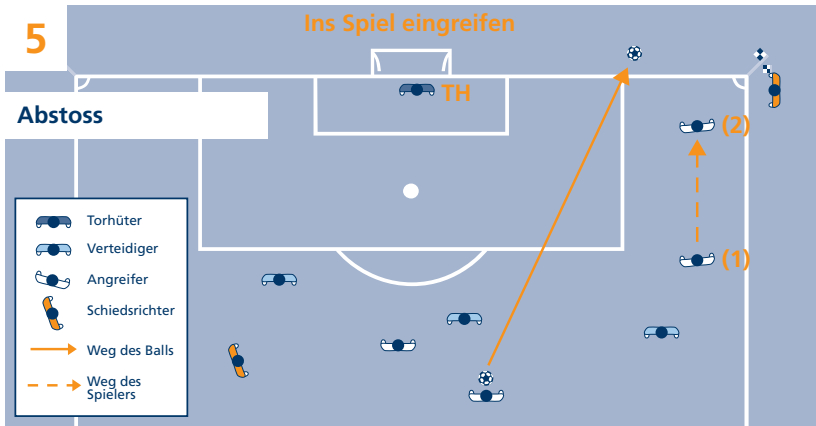 5
Ins Spiel eingreifen
Abstoss
TH
(2)
(1)
Torhüter
Verteidiger
Angreifer
Schiedsrichter
Weg des Balls
Weg des
Spielers